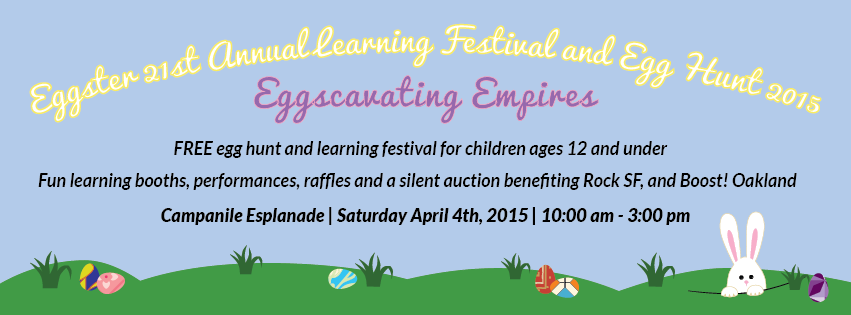 Eggster 21st Annual Learning Festival and Egg Hunt 2015
Eggscavating Empires
FREE egg hunt and learning festival for children ages 12 and under
Fun learning booths, performances, raffles and a silent auction benefiting Rock SF, and Boost! Oakland
Campanile Esplanade | Saturday April 4th, 2015 | 10:00 am - 3:00 pm